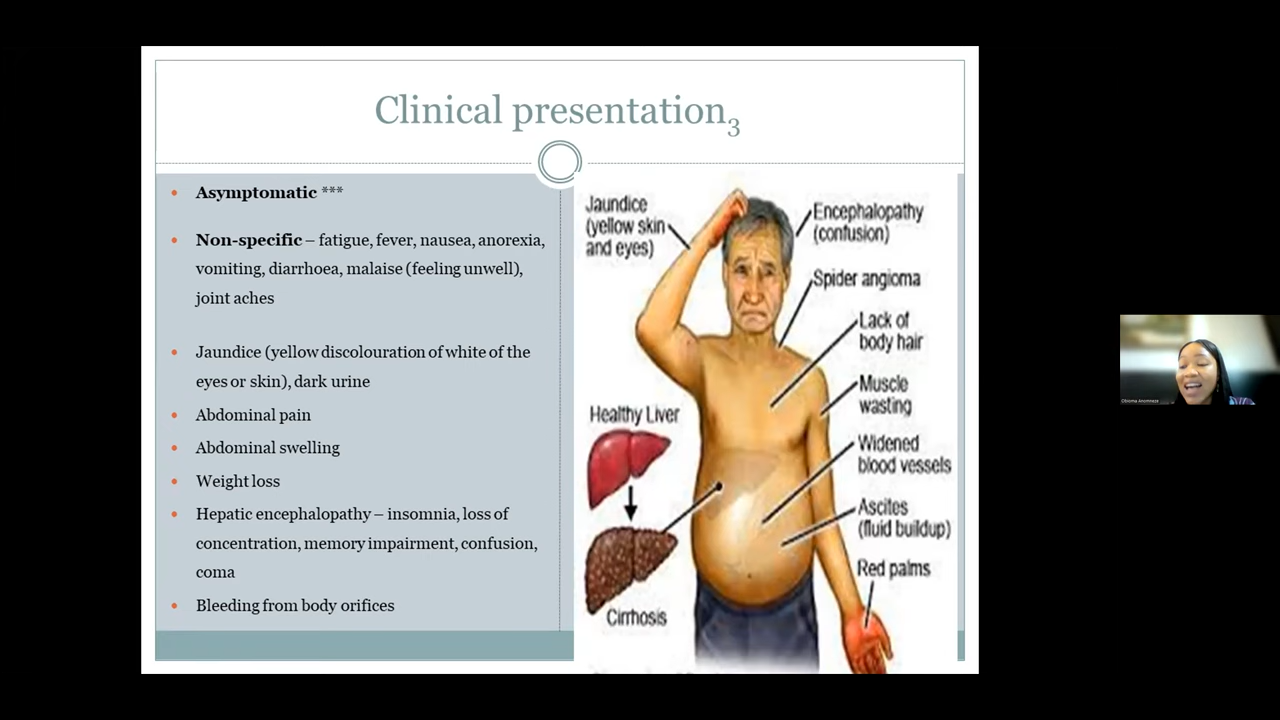 Clinical presentation3
Asymptomatic ***
Non-specific – fatigue, fever, nausea, anorexia,
vomiting, diarrhoea, malaise (feeling unwell),
joint aches
Jaundice (yellow discolouration of white of the
eyes or skin), dark urine
Abdominal pain
Abdominal swelling
Weight loss
Hepatic encephalopathy – insomnia, loss of
concentration, memory impairment, confusion,
coma
Bleeding from body orifices
Jaundice
(yellow skin
and eyes)
Encephalopathy
(confusion)
Spider angioma
Lack of
body hair
Muscle
wasting
Healthy Liver
Widened
blood vessels
Ascites
(fluid buildup)
Red palms
Cirrhosis